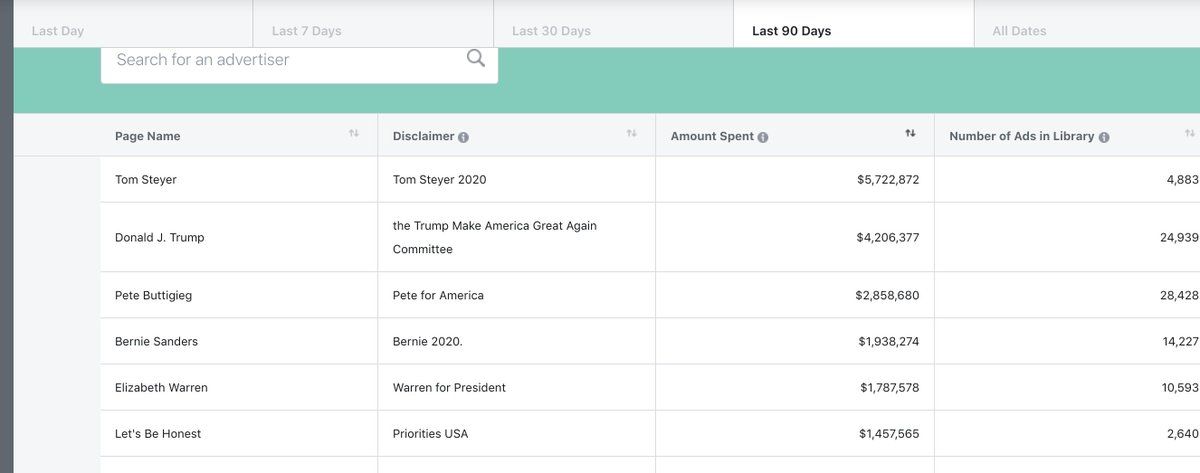 Last Day Last 7 Days Last 30 Days Last 90 Days All Dates
Search for an advertiser
Page Name Disclaimer Amount Spent Number of Ads in Library
Tom Steyer Tom Steyer 2020 $5,722,872 4,883
the Trump Make America Great Again
Donald J. Trump $4,206,377 24,939
Committee
Pete Buttigieg Pete for America $2,858,680 28,428
Bernie Sanders Bernie 2020. $1,938,274 14,227
Elizabeth Warren Warren for President $1,787,578 10,593
Let's Be Honest Priorities USA $1,457,565 2,640